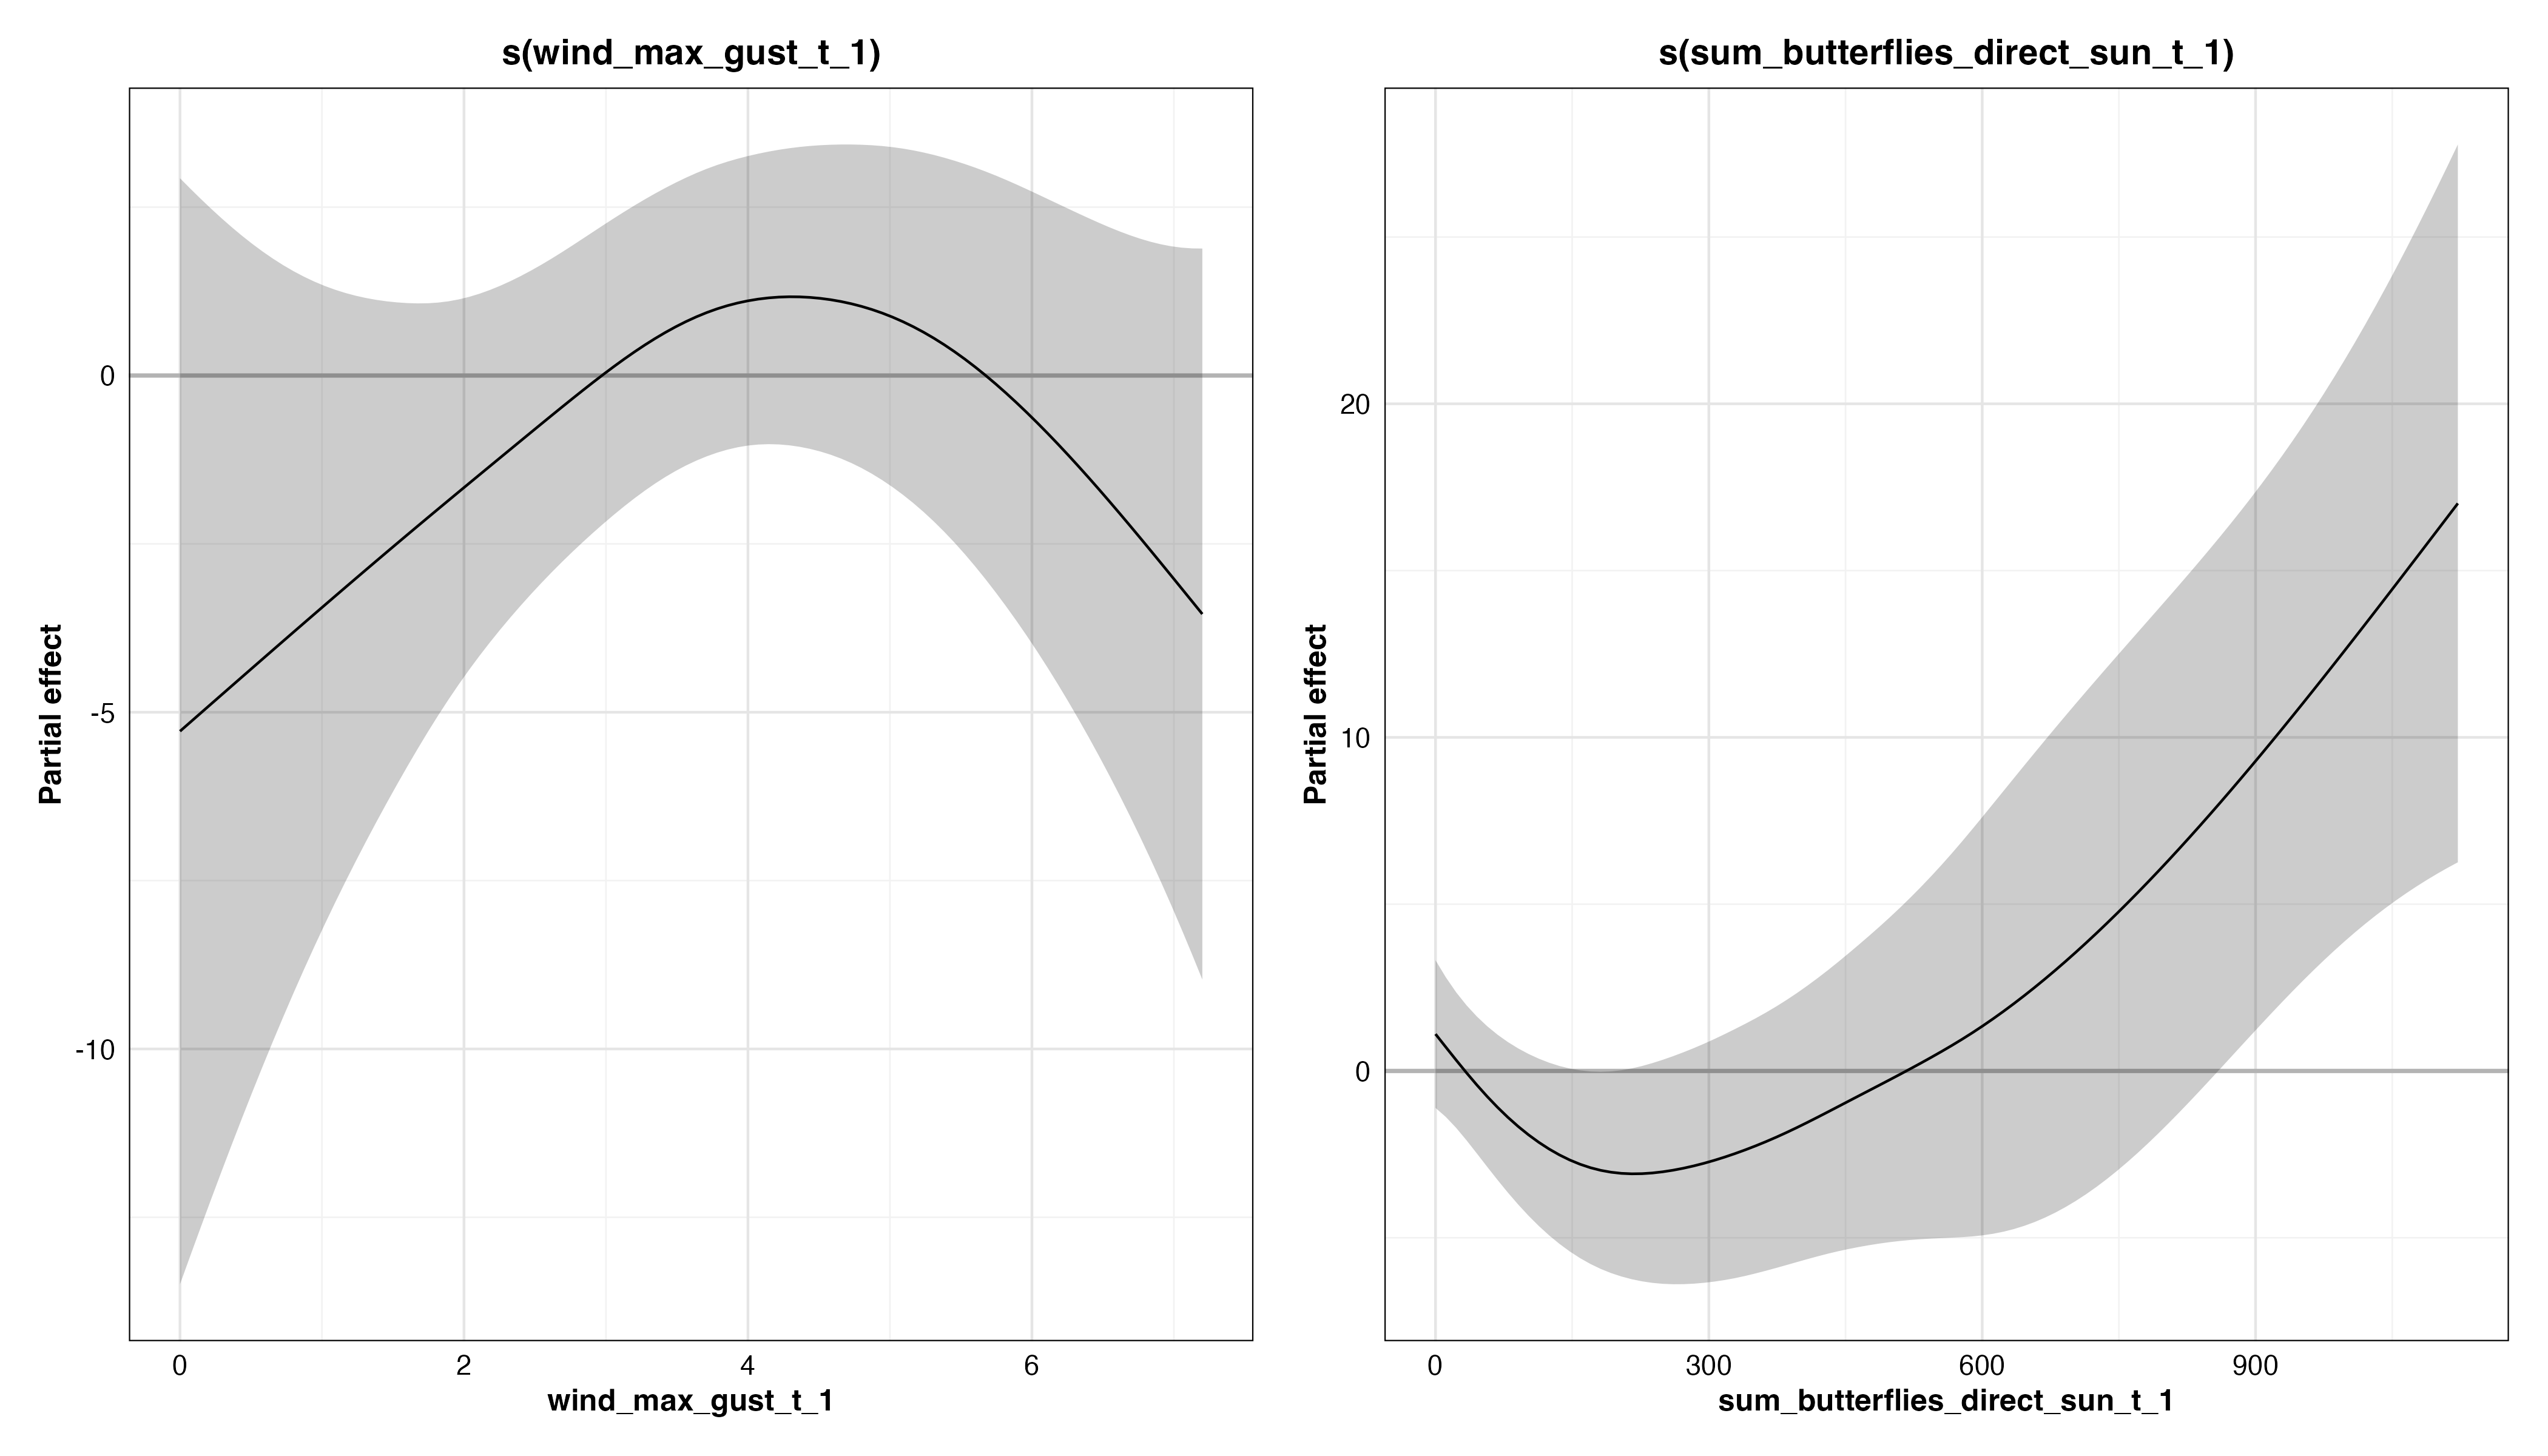 s(wind_max_gust_t_1)
Partial effect
0
-5
-10
0
2
4
6
wind_max_gust_t_1
s(sum_butterflies_direct_sun_t_1)
Partial effect
20
10
0
0
300
600
900
sum_butterflies_direct_sun_t_1